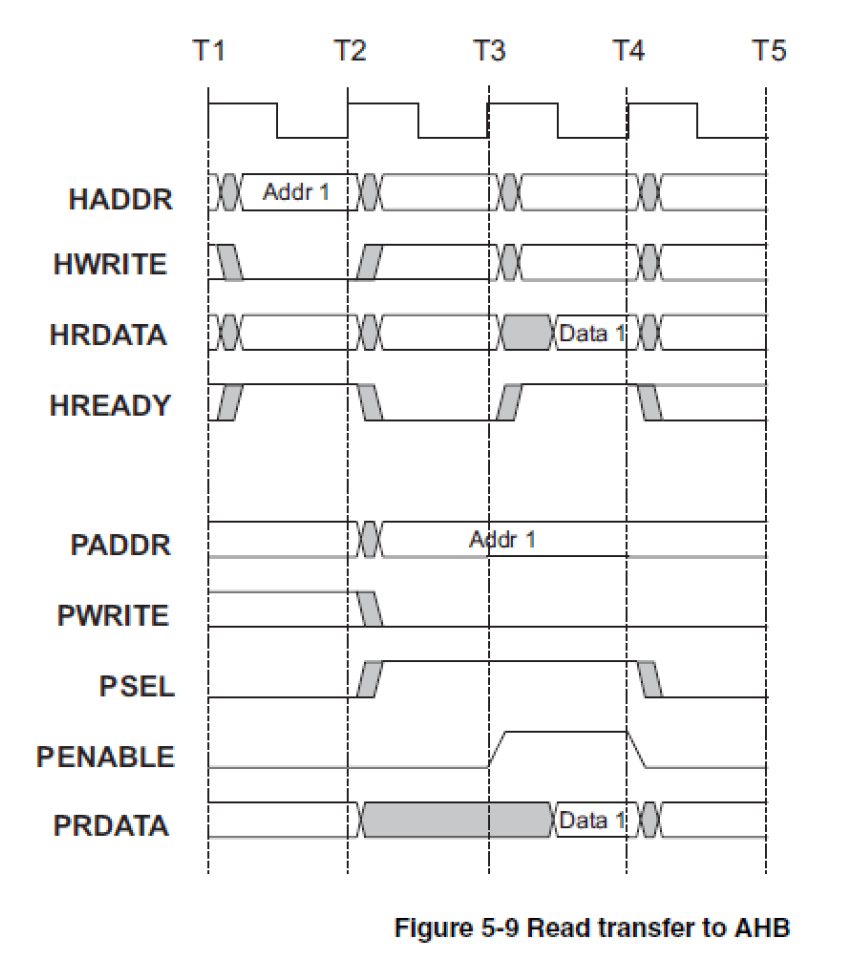 T1 T2 T3 T4 T5
HADDR Addr 1
HWRITE
HRDATA Data 1
HREADY
PADDR Addr 1
PWRITE
PSEL
PENABLE
PRDATA Data 1
Figure 5-9 Read transfer to AHB